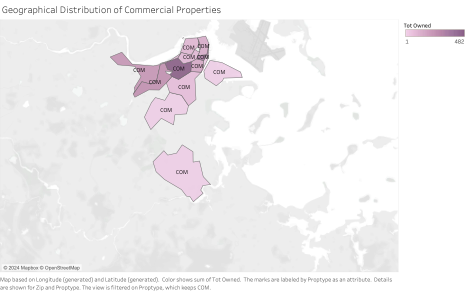 Geographical Distribution of Commercial Properties
Tot Owned
1 482
COM COM
COM COM
COM COM COM
COM COM
COM
COM
COM
COM
© 2024 Mapbox © OpenStreetMap
Map based on Longitude (generated) and Latitude (generated). Color shows sum of Tot Owned. The marks are labeled by Proptype as an attribute. Details
are shown for Zip and Proptype. The view is filtered on Proptype, which keeps COM.